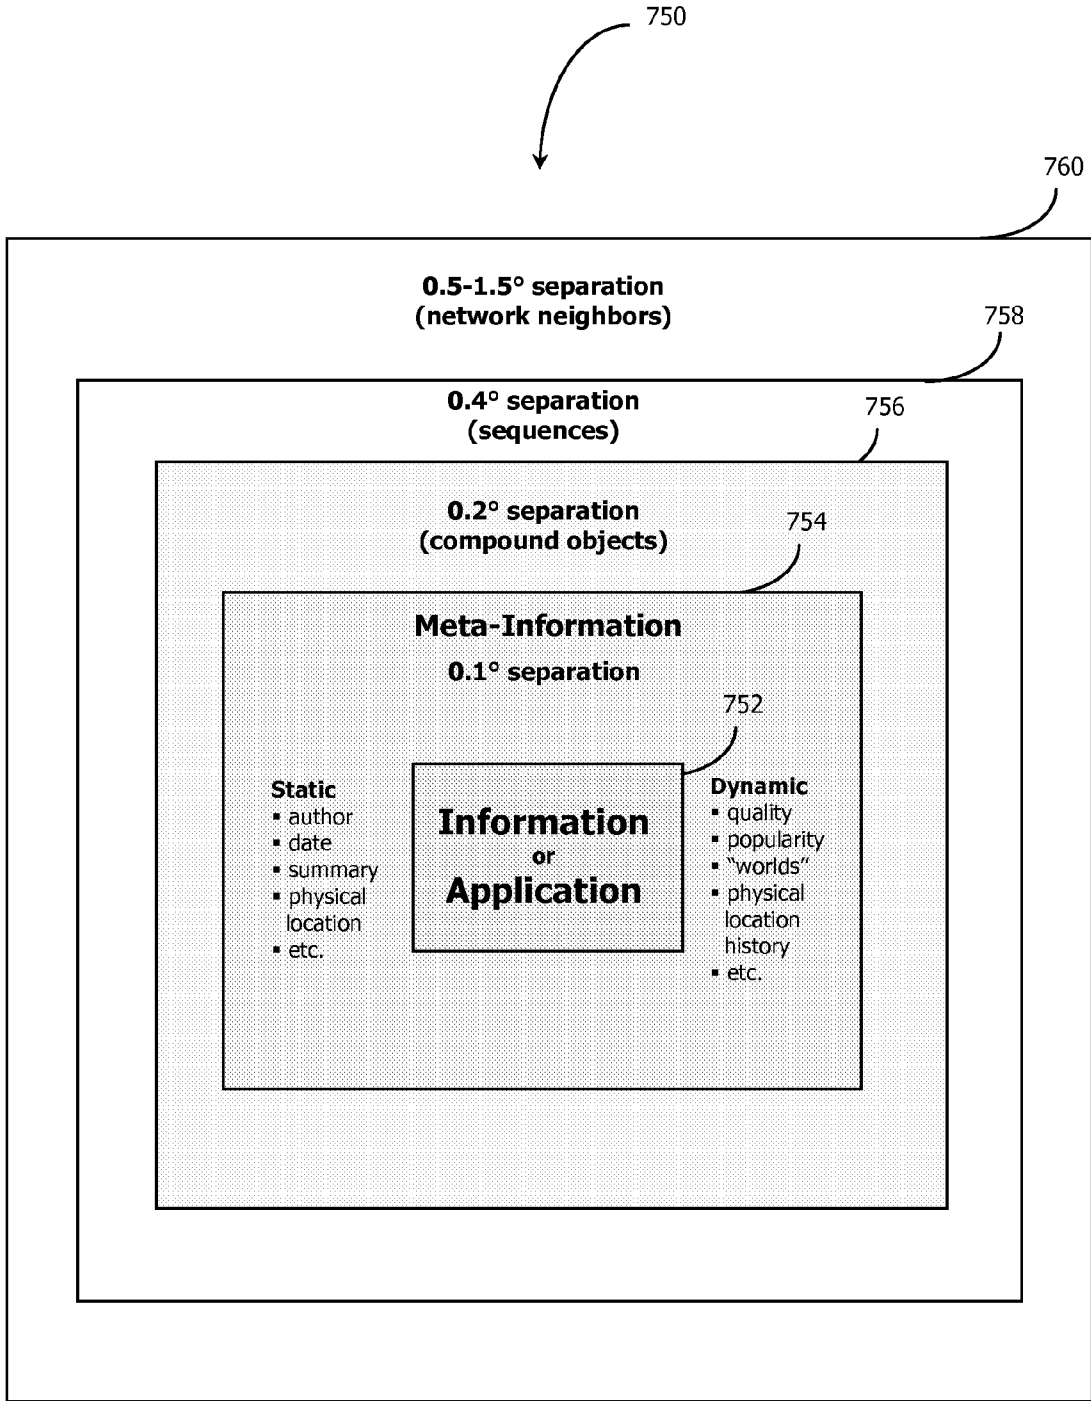 750
760
0.5-1.5° separation
(network neighbors)
758
0.4° separation
(sequences)
756
0.2° separation
(compound objects)
754
Meta-Information
0.1° separation
752
Static
▪ author
▪ date
▪ summary
▪ physical
location
▪ etc.
Information
or
Application
Dynamic
▪ quality
▪ popularity
▪ “worlds”
▪ physical
location
history
▪ etc.